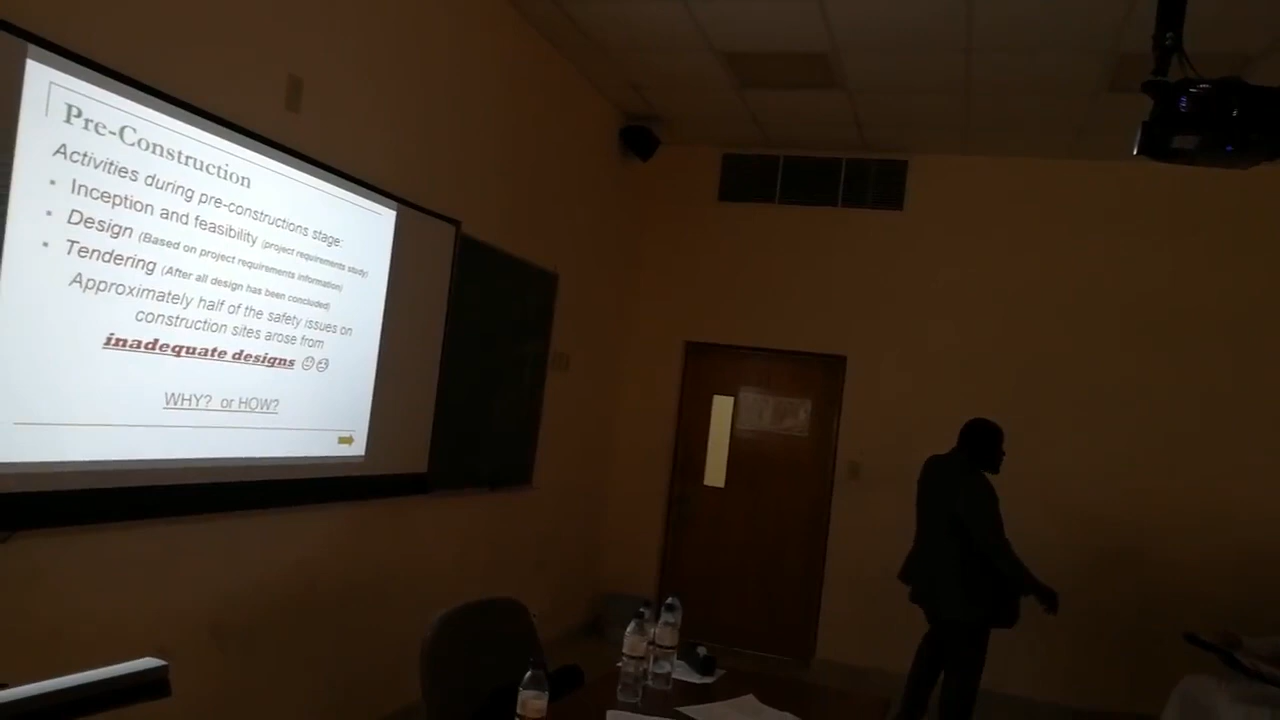 Pre-Construction
Activities during pre-constructions stage:
▪ Inception and feasibility (project requirements study)
▪ Design (Based on project requirements information)
▪ Tendering (After all design has been concluded)
Approximately half of the safety issues on
construction sites arose from
inadequate designs ☺☹
WHY? or HOW?